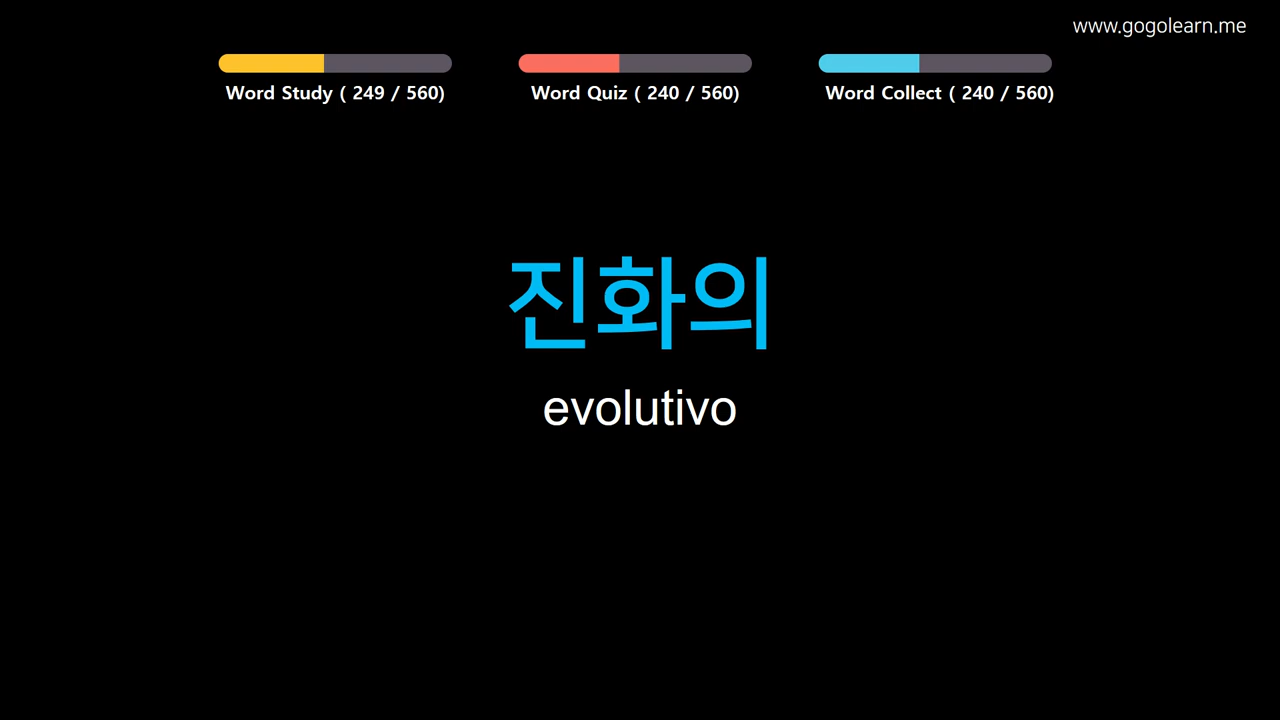 www.gogolearn.me
Word Study ( 249 / 560)
Word Quiz ( 240 / 560)
Word Collect ( 240 / 560)
진화의
evolutivo